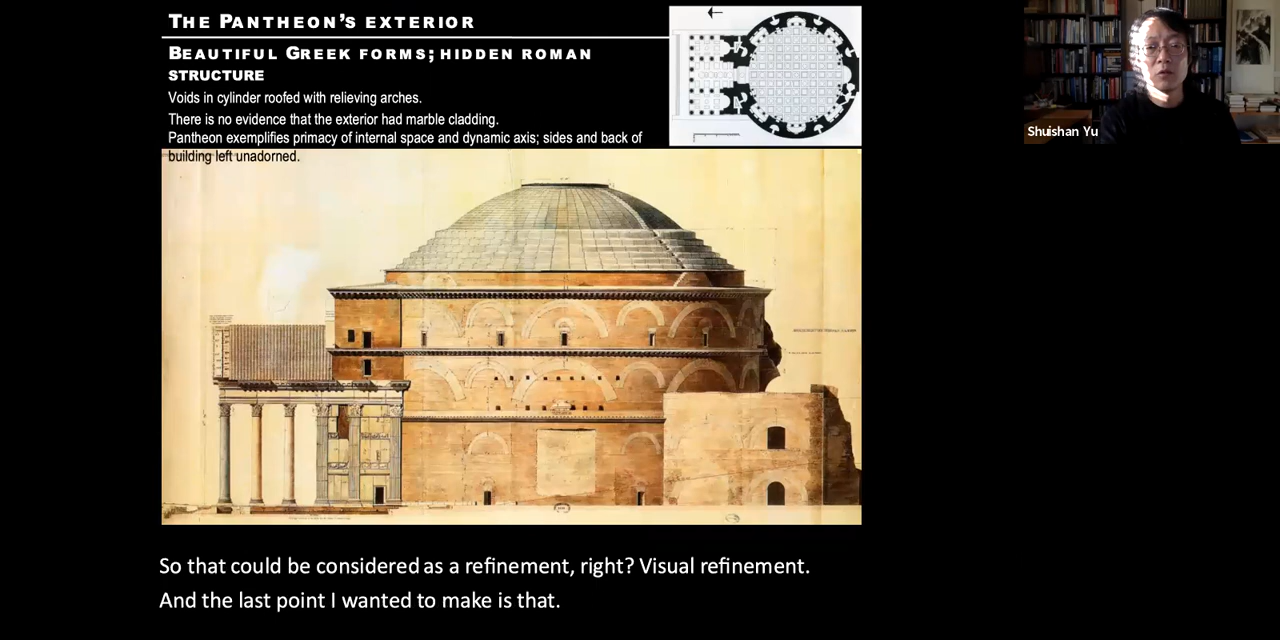 THE PANTHEON'S EXTERIOR
BEAUTIFUL GREEK FORMS; HIDDEN ROMAN
STRUCTURE
Voids in cylinder roofed with relieving arches.
There is no evidence that the exterior had marble cladding.
Pantheon exemplifies primacy of internal space and dynamic axis; sides and back of
building left unadorned.
Shuishan Yu
So that could be considered as a refinement, right? Visual refinement.
And the last point I wanted to make is that.